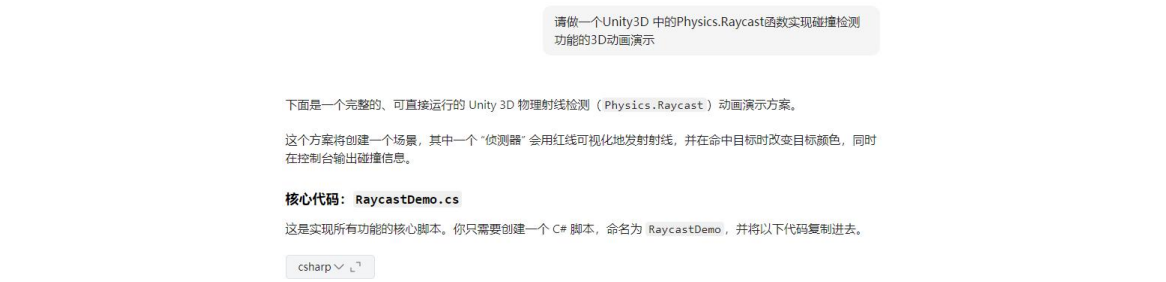 请做一个Unity3D 中的Physics.Raycast函数实现碰撞检测
功能的3D动画演示
下面是一个完整的、可直接运行的 Unity 3D 物理射线检测（Physics.Raycast）动画演示方案。
这个方案将创建一个场景，其中一个 “侦测器” 会用红线可视化地发射射线，并在命中目标时改变目标颜色，同时
在控制台输出碰撞信息。
核心代码：RaycastDemo.cs
这是实现所有功能的核心脚本。你只需要创建一个 C# 脚本，命名为 RaycastDemo，并将以下代码复制进去。
csharp